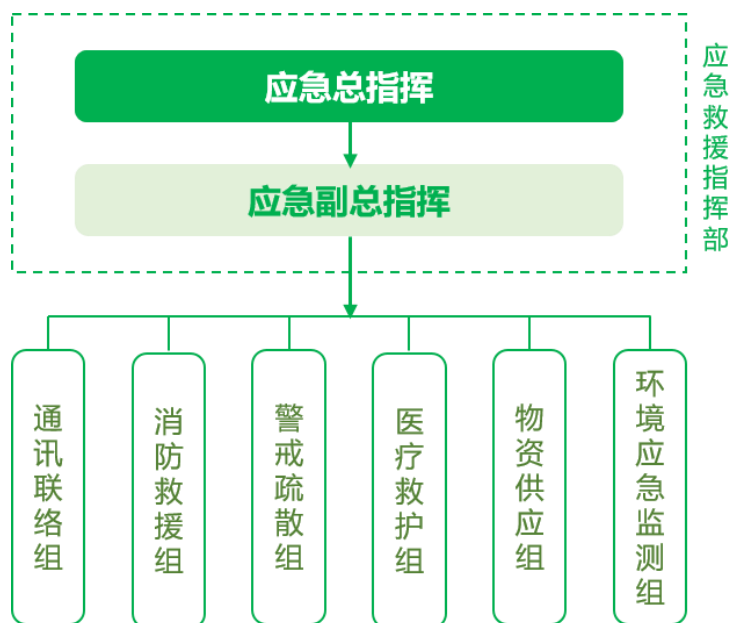 应急总指挥
应急副总指挥
应急救援指挥部
通讯联络组
消防救援组
警戒疏散组
医疗救护组
物资供应组
环境应急监测组